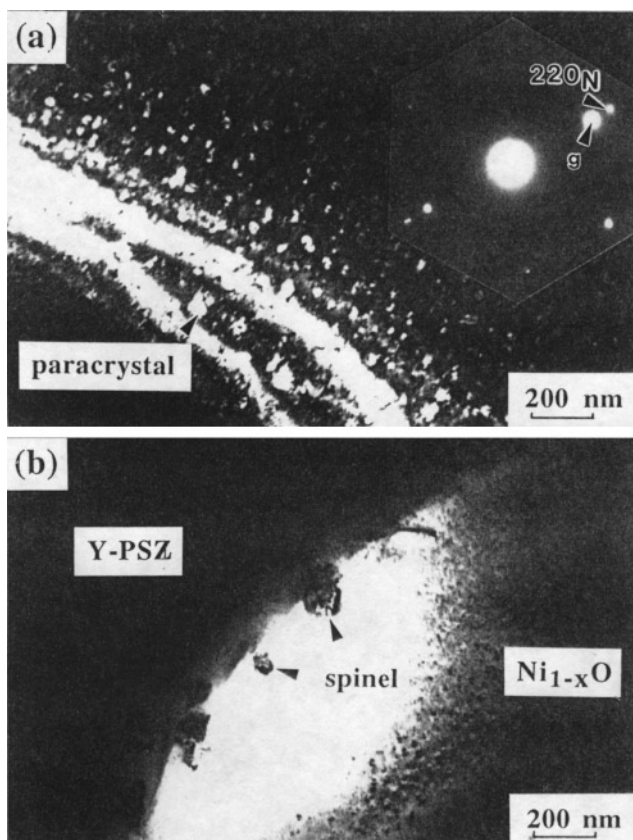 (a)
220N
g
paracrystal
200 nm
(b)
Y-PSZ
spinel
Ni1-xO
200 nm